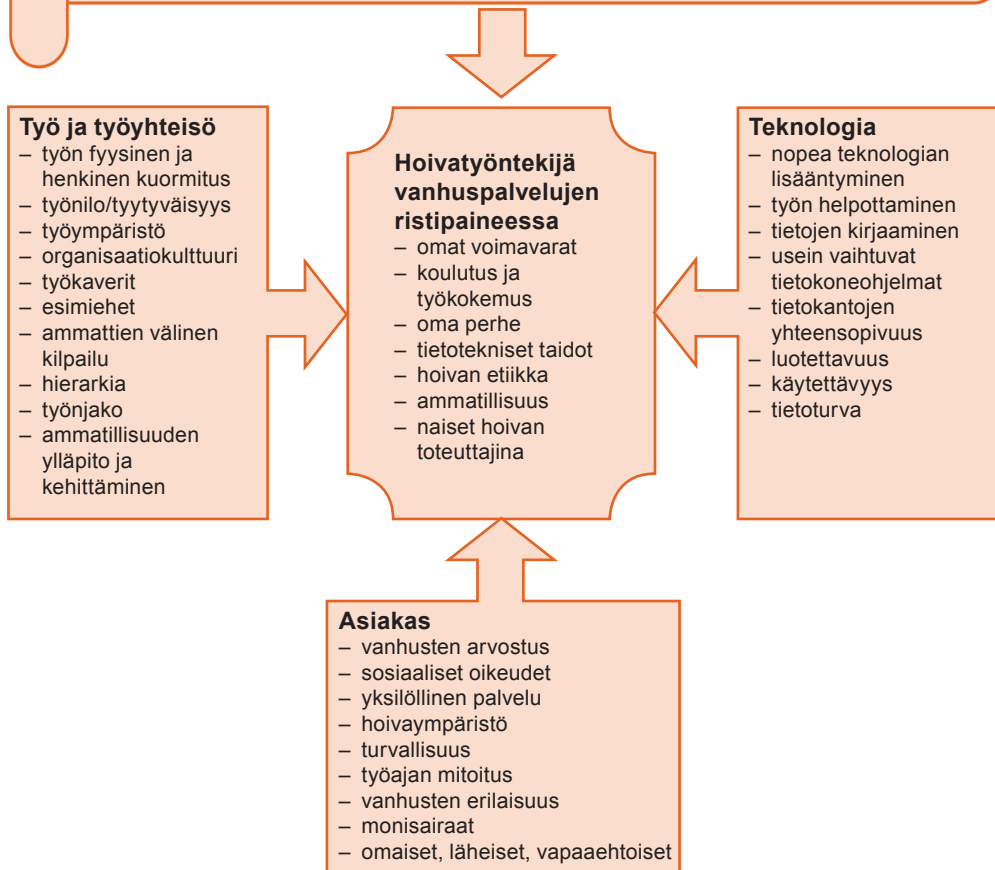 Työ ja työyhteisö
– työn fyysinen ja
henkinen kuormitus
– työnilo/tyytyväisyys
– työympäristö
– organisaatiokulttuuri
– työkaverit
– esimiehet
– ammattien välinen
kilpailu
– hierarkia
– työnjako
– ammatillisuuden
ylläpito ja
kehittäminen
Hoivatyöntekijä
vanhuspalvelujen
ristipaineessa
– omat voimavarat
– koulutus ja
työkokemus
– oma perhe
– tietotekniset taidot
– hoivan etiikka
– ammatillisuus
– naiset hoivan
toteuttajina
Teknologia
– nopea teknologian
lisääntyminen
– työn helpottaminen
– tietojen kirjaaminen
– usein vaihtuvat
tietokoneohjelmat
– tietokantojen
yhteensopivuus
– luotettavuus
– käytettävyys
– tietoturva
Asiakas
– vanhusten arvostus
– sosiaaliset oikeudet
– yksilöllinen palvelu
– hoivaympäristö
– turvallisuus
– työajan mitoitus
– vanhusten erilaisuus
– monisairaat
– omaiset, läheiset, vapaaehtoiset